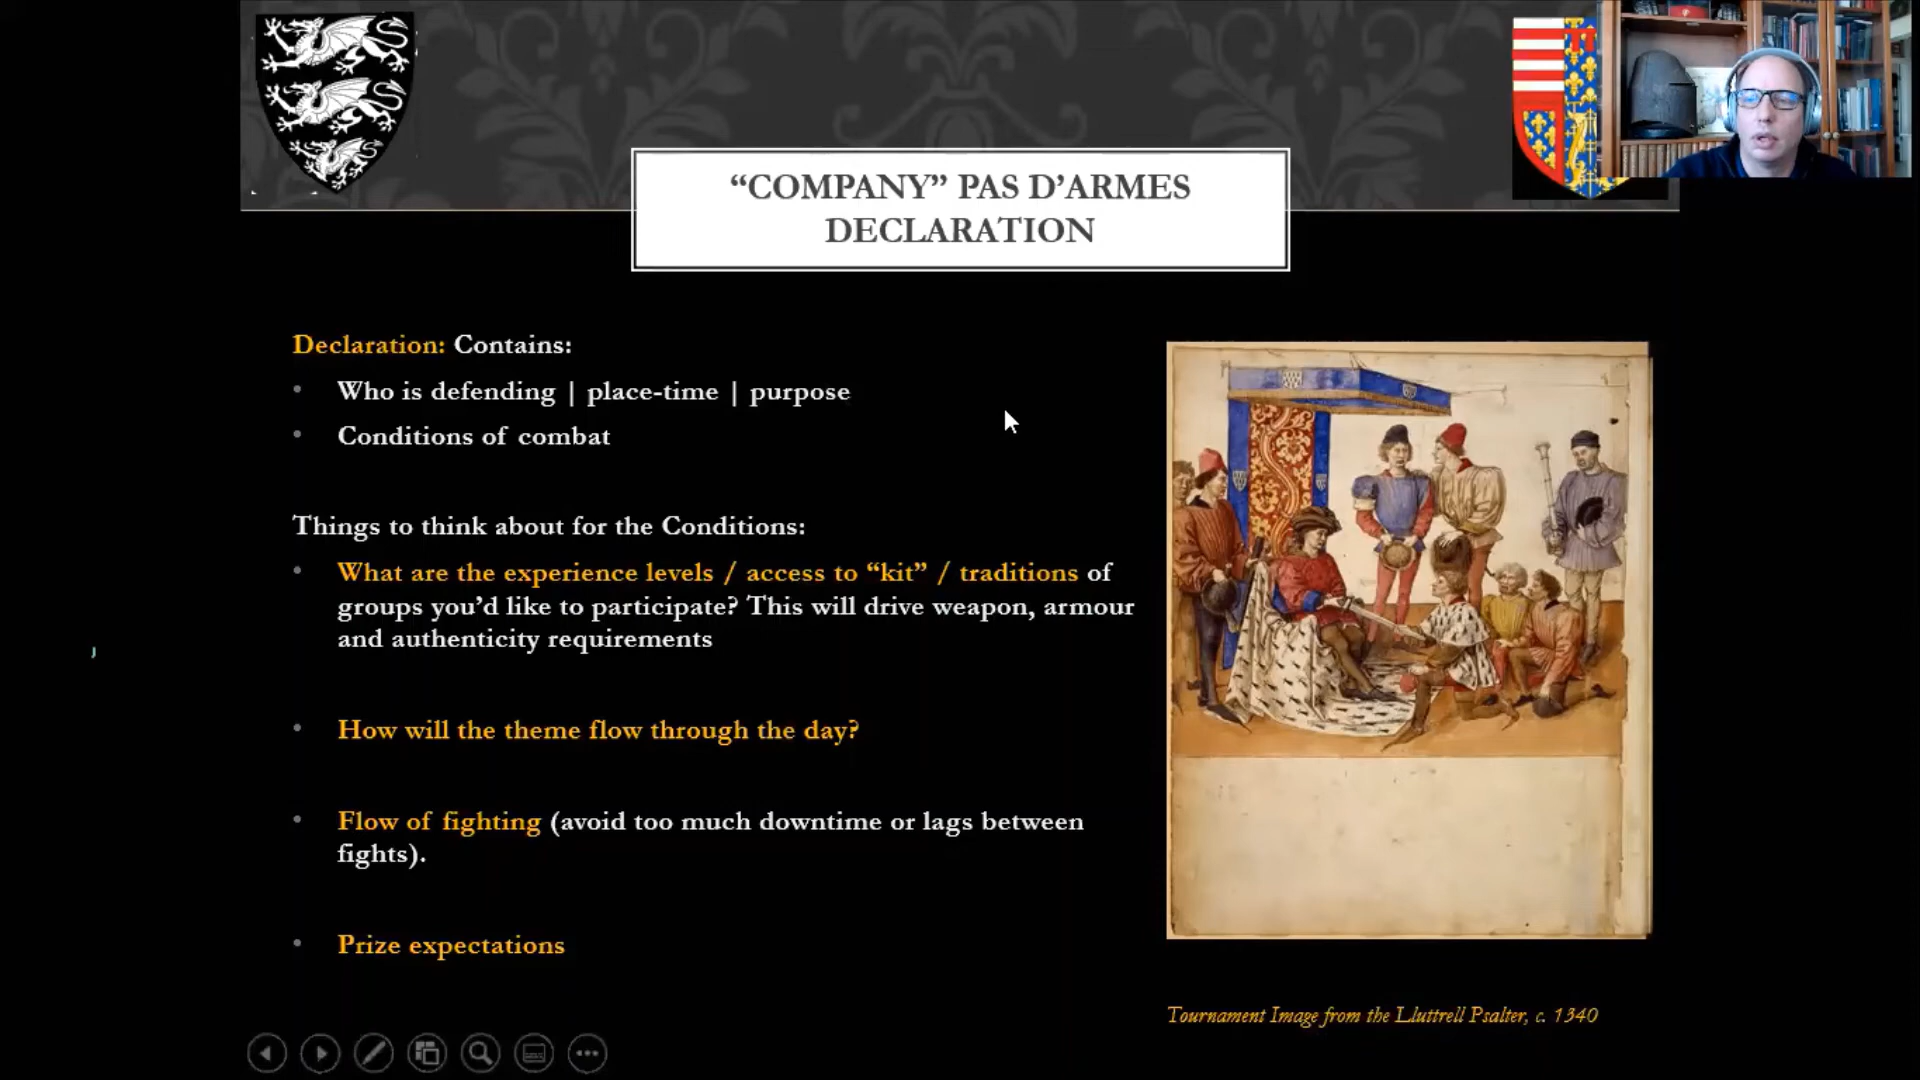 “COMPANY” PAS D’ARMES
DECLARATION
Declaration: Contains:
• Who is defending | place-time | purpose
• Conditions of combat
Things to think about for the Conditions:
• What are the experience levels / access to “kit” / traditions of
groups you’d like to participate? This will drive weapon, armour
and authenticity requirements
• How will the theme flow through the day?
• Flow of fighting (avoid too much downtime or lags between
fights).
• Prize expectations
Tournament Image from the Lluttrell Psalter, c. 1340